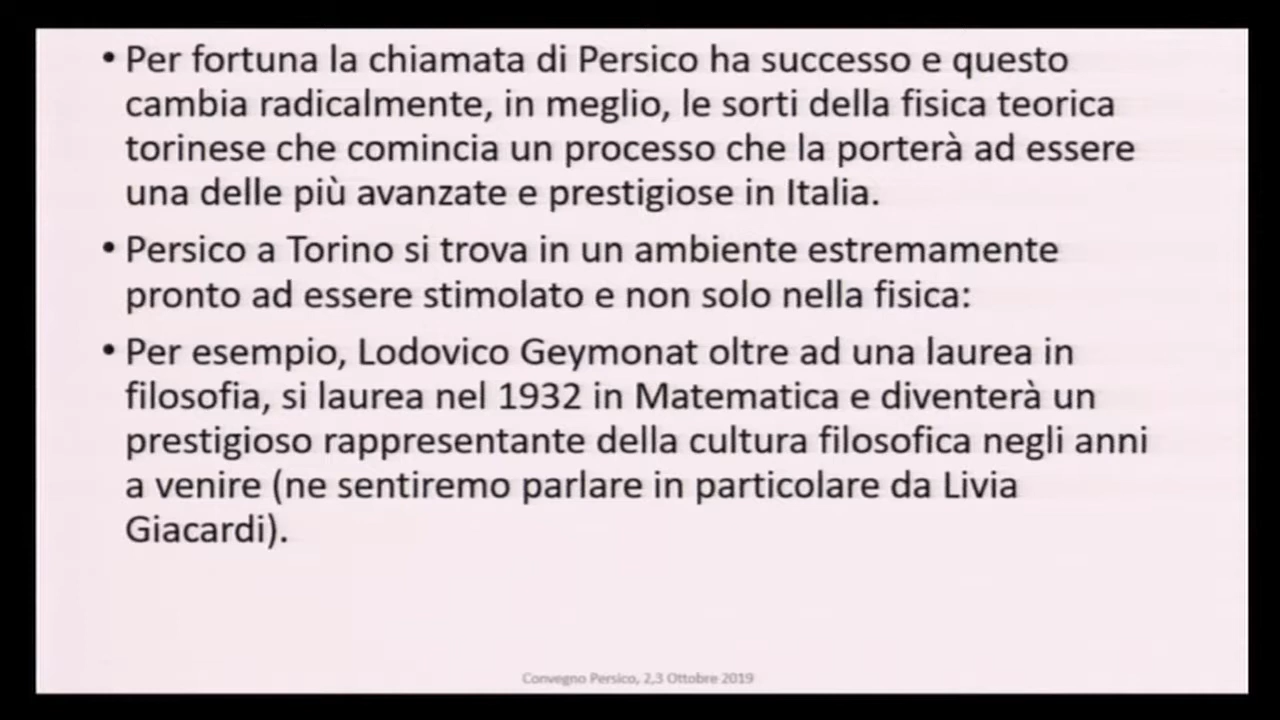 • Per fortuna la chiamata di Persico ha successo e questo
cambia radicalmente, in meglio, le sorti della fisica teorica
torinese che comincia un processo che la porterà ad essere
una delle più avanzate e prestigiose in Italia.
• Persico a Torino si trova in un ambiente estremamente
pronto ad essere stimolato e non solo nella fisica:
• Per esempio, Lodovico Geymonat oltre ad una laurea in
filosofia, si laurea nel 1932 in Matematica e diventerà un
prestigioso rappresentante della cultura filosofica negli anni
a venire (ne sentiremo parlare in particolare da Livia
Giacardi).
Convegno Persico, 2,3 Ottobre 2019